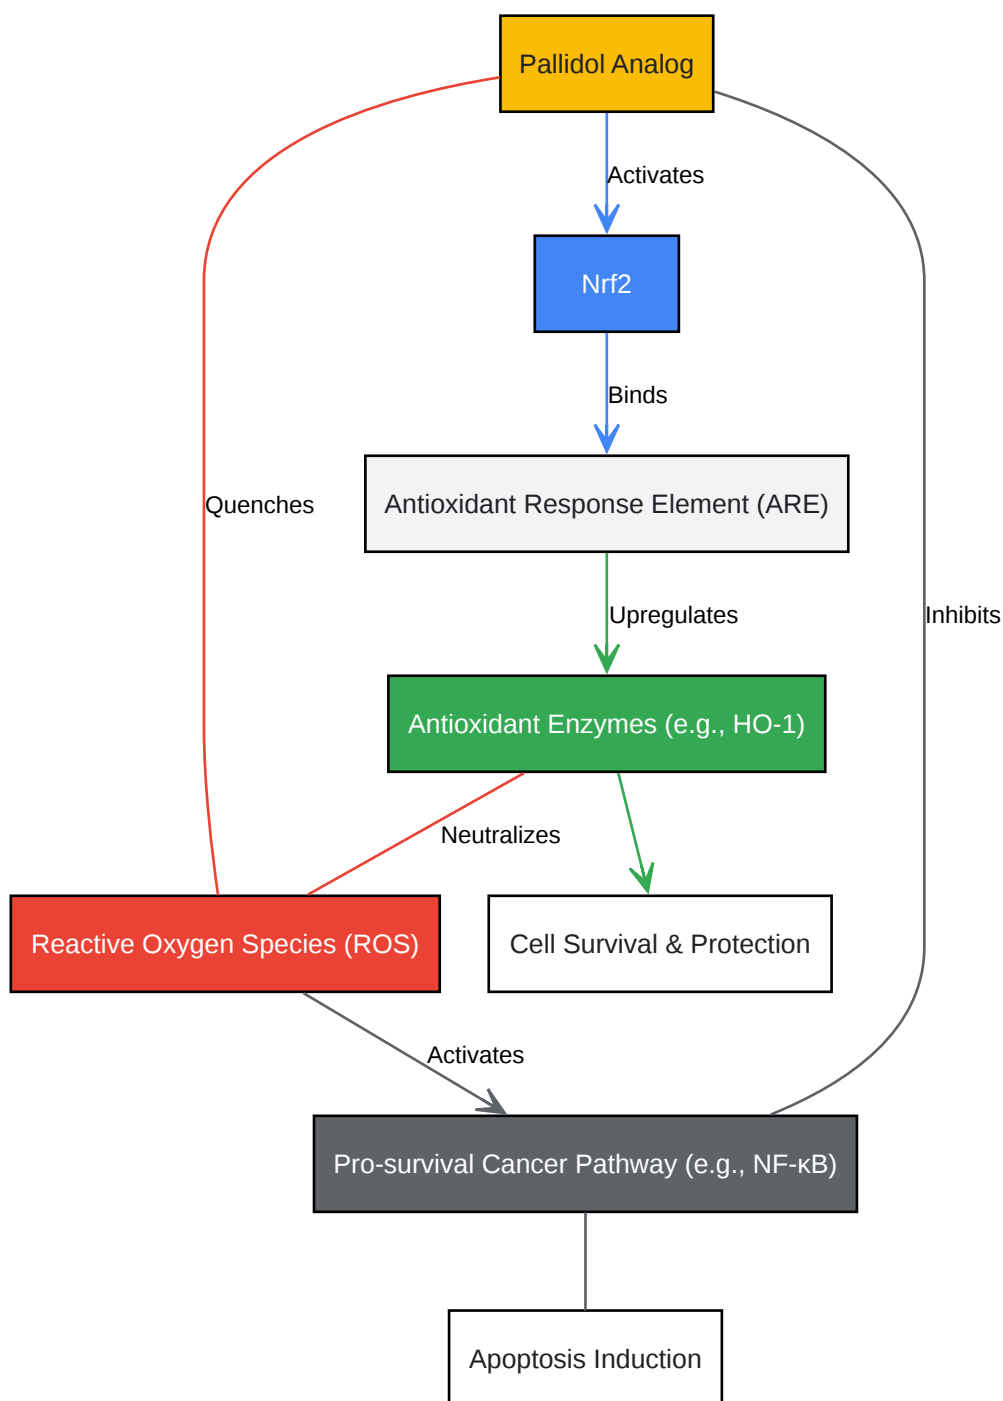 Pallidol Analog
Activates
Nrf2
Binds
Antioxidant Response Element (ARE)
Quenches
Upregulates
Inhibits
Antioxidant Enzymes (e.g., HO-1)
Neutralizes
Reactive Oxygen Species (ROS)
Cell Survival & Protection
Activates
Pro-survival Cancer Pathway (e.g., NF-κB)
Apoptosis Induction